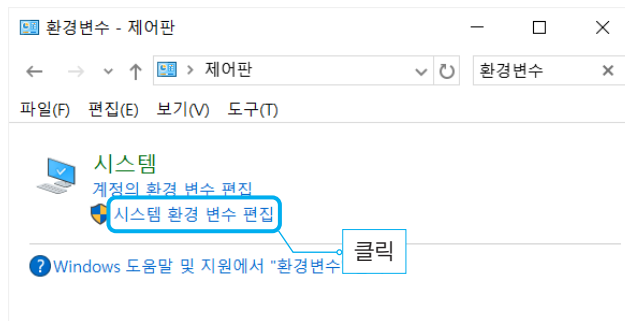 환경변수 - 제어판
제어판
환경변수
파일(F) 편집(E) 보기(V) 도구(T)
시스템
계정의 환경 변수 편집
시스템 환경 변수 편집
클릭
Windows 도움말 및 지원에서 "환경변수